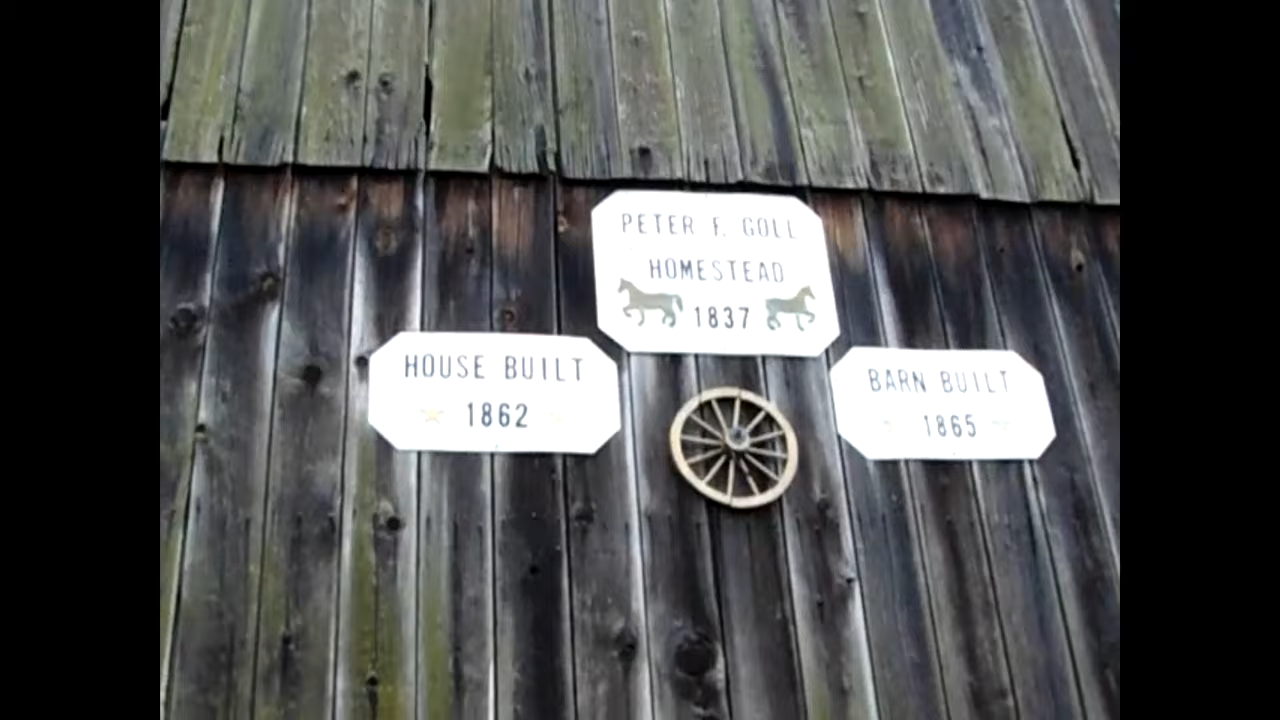 PETER F. GOLL
HOMESTEAD
1837
HOUSE BUILT
1862
BARN BUILT
1865